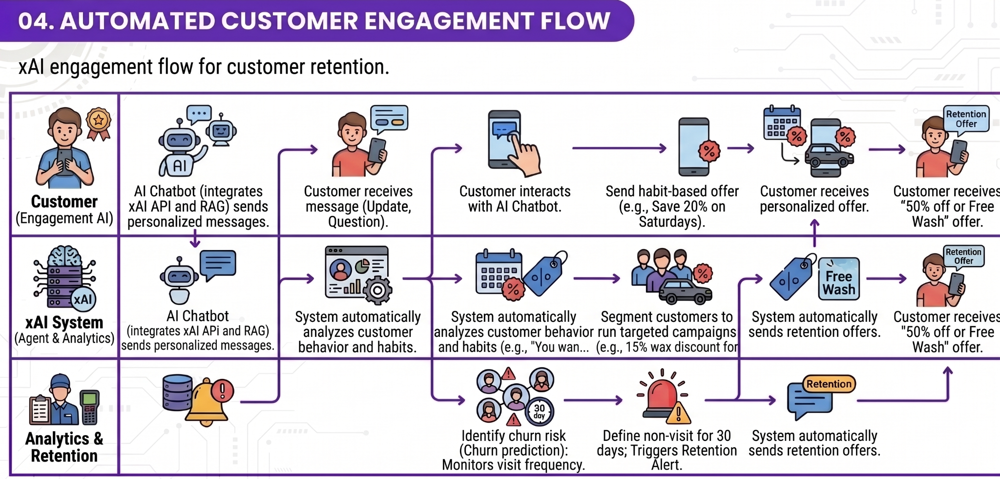 04. AUTOMATED CUSTOMER ENGAGEMENT FLOW
xAI engagement flow for customer retention.
Customer
(Engagement AI)
AI
AI Chatbot (integrates
xAI API and RAG) sends
personalized messages.
Customer receives
message (Update,
Question).
Customer interacts
with AI Chatbot.
%
Send habit-based offer
(e.g., Save 20% on
Saturdays).
%
%
Customer receives
personalized offer.
Retention
Offer
Customer receives
“50% off or Free
Wash” offer.
xAI
xAI System
(Agent & Analytics)
AI Chatbot
(integrates xAI APi and RAG)
sends personalized messages.
System automatically
analyzes customer
behavior and habits.
%
%
System automatically
analyzes customer behavior
and habits (e.g., "You wan...
%
Segment customers to
run targeted campaigns
(e.g., 15% wax discount for
%
Free
Wash
System automatically
sends retention offers.
Retention
Offer
Customer receives
"50% off or Free
Wash" offer.
Analytics &
Retention
!
30
day
Identify churn risk
(Churn prediction):
Monitors visit frequency.
!
Define non-visit for 30
days; Triggers Retention
Alert.
Retention
System automatically
sends retention offers.